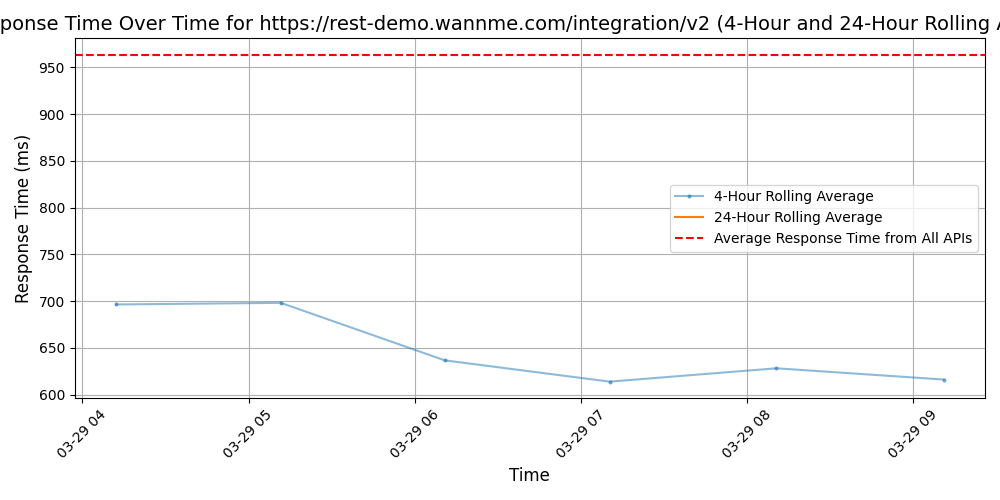 ponse Time Over Time for https://rest-demo.wannme.com/integration/v2 (4-Hour and 24-Hour Rolling
Response Time (ms)
950
900
850
800
750
700
650
600
4-Hour Rolling Average
24-Hour Rolling Average
Average Response Time from All APIs
03-29 04
03-29 05
03-29 06
03-29 07
03-29 08
03-29 09
Time